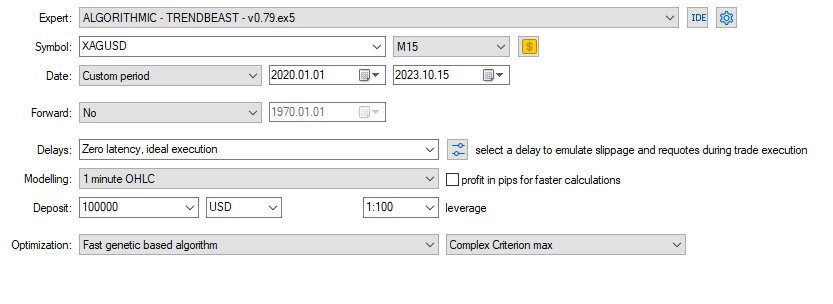 Expert: ALGORITHMIC - TRENDBEAST - v0.79.ex5 IDE
Symbol: XAGUSD M15 $
Date: Custom period 2020.01.01 2023.10.15
Forward: No 1970.01.01
Delays: Zero latency, ideal execution select a delay to emulate slippage and requotes during trade execution
Modelling: 1 minute OHLC profit in pips for faster calculations
Deposit: 100000 USD 1:100 leverage
Optimization: Fast genetic based algorithm Complex Criterion max